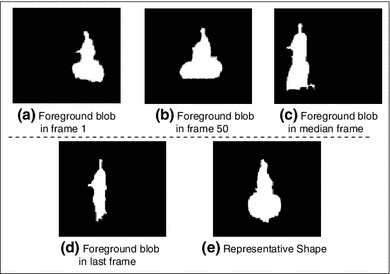 (a) Foreground blob
in frame 1
(b) Foreground blob
in frame 50
(c) Foreground blob
in median frame
(d) Foreground blob
in last frame
(e) Representative Shape